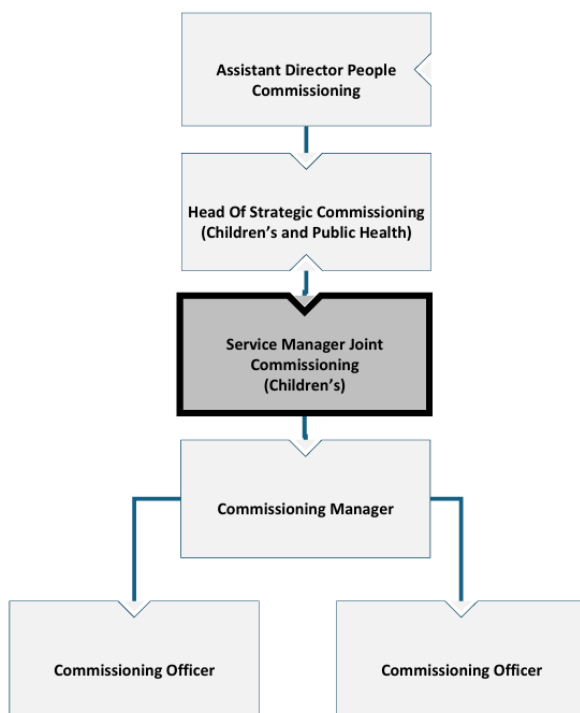 Assistant Director People
Commissioning
Head Of Strategic Commissioning
(Children’s and Public Health)
Service Manager Joint
Commissioning
(Children’s)
Commissioning Manager
Commissioning Officer
Commissioning Officer